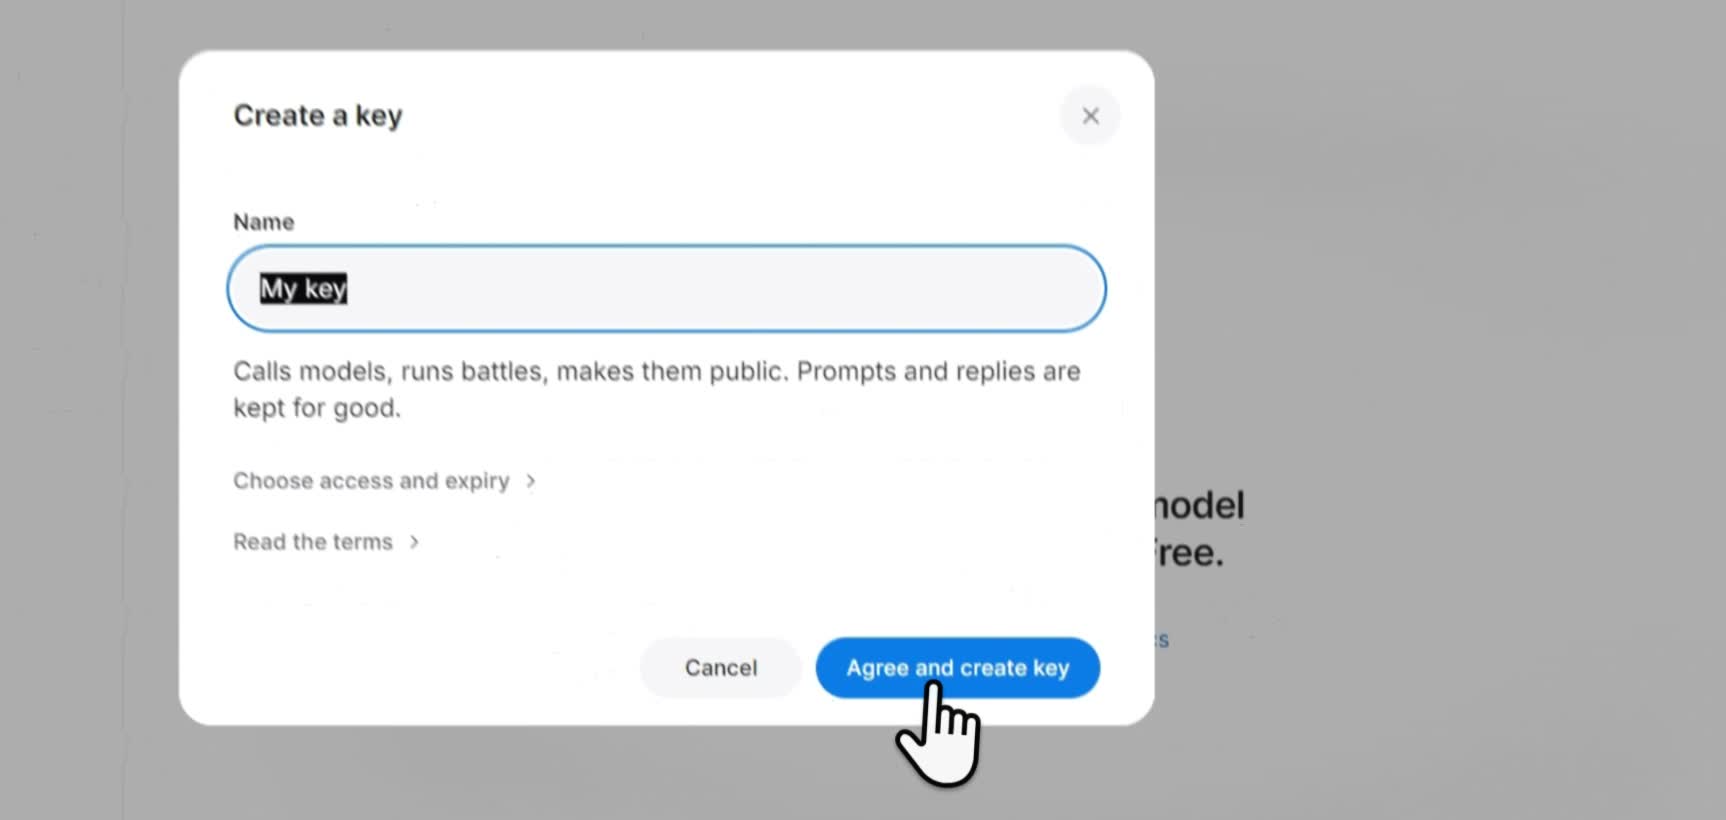 Create a key
Name
My key
Calls models, runs battles, makes them public. Prompts and replies are
kept for good.
Choose access and expiry
Read the terms
Cancel
Agree and create key